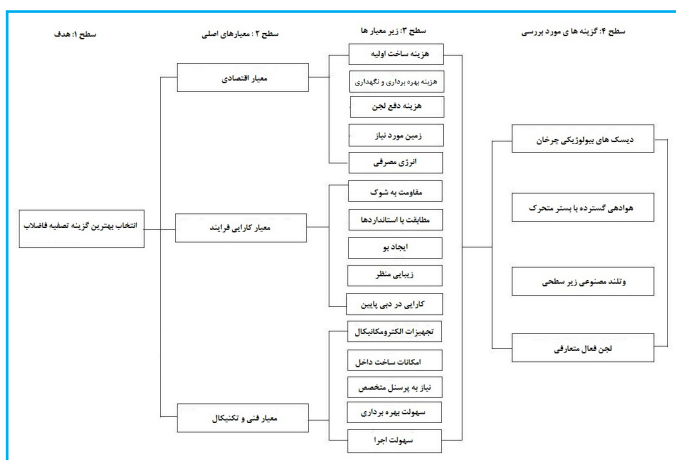 سطح ۱: هدف
سطح ۲ : معیارهای اصلی
سطح ۳: زیر معیار ها
سطح ۴: گزینه ها ی مورد بررسی
انتخاب بهترین گزینه تصفیه فاضلاب
معیار اقتصادی
معیار کارایی فرایند
معیار فنی و تکنیکال
هزینه ساخت اولیه
هزینه بهره برداری و نگهداری
هزینه دفع لجن
زمین مورد نیاز
انرژی مصرفی
مقاومت به شوک
مطابقت با استانداردها
ایجاد بو
زیبایی منظر
کارایی در دبی پایین
تجهیزات الکترومکانیکال
امکانات ساخت داخل
نیاز به پرسنل متخصص
سهولت بهره برداری
سهولت اجرا
دیسک های بیولوژیکی چرخان
هوادهی گسترده با بستر متحرک
وتلند مصنوعی زیر سطحی
لجن فعال متعارفی